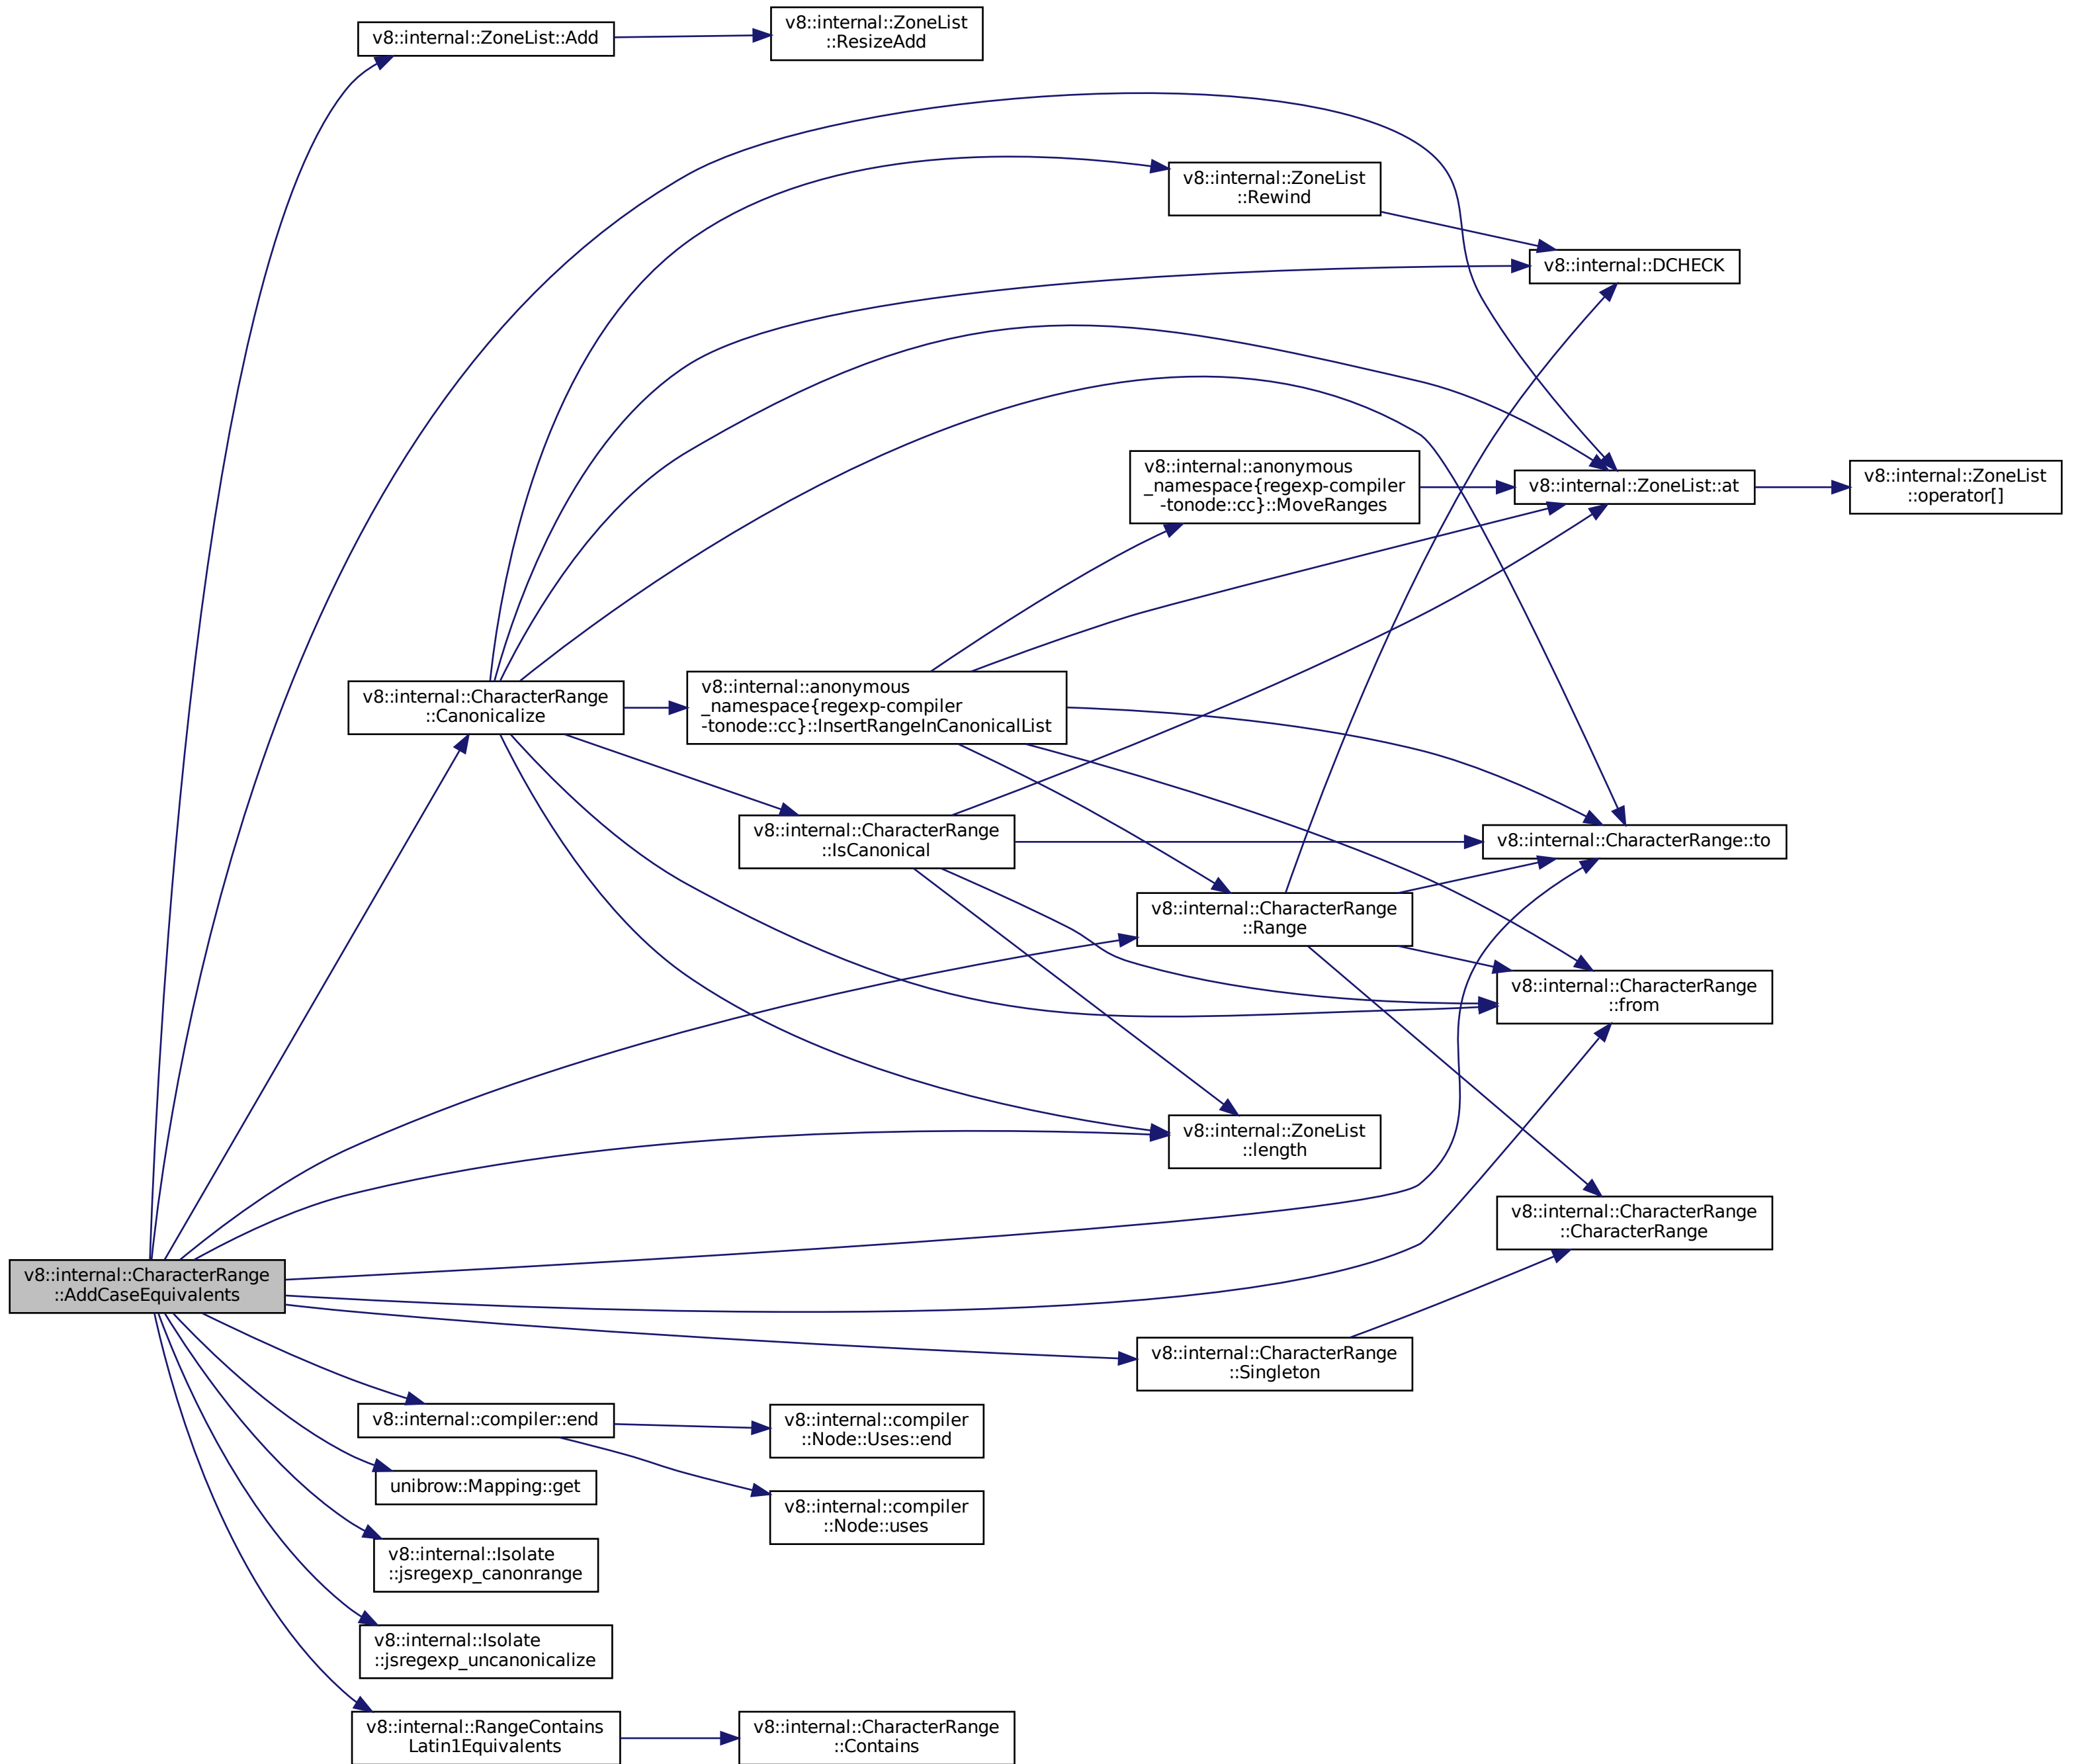 v8::internal::ZoneList
::ResizeAdd
v8::internal::ZoneList::Add
v8::internal::ZoneList
::Rewind
v8::internal::DCHECK
v8::internal::anonymous
_namespace{regexp-compiler
-tonode::cc}::MoveRanges
v8::internal::ZoneList::at
v8::internal::ZoneList
::operator[]
v8::internal::CharacterRange
::Canonicalize
v8::internal::anonymous
_namespace{regexp-compiler
-tonode::cc}::InsertRangeInCanonicalList
v8::internal::CharacterRange
::IsCanonical
v8::internal::CharacterRange::to
v8::internal::CharacterRange
::Range
v8::internal::CharacterRange
::from
v8::internal::ZoneList
::length
v8::internal::CharacterRange
::CharacterRange
v8::internal::CharacterRange
::AddCaseEquivalents
v8::internal::CharacterRange
::Singleton
v8::internal::compiler::end
v8::internal::compiler
::Node::Uses::end
unibrow::Mapping::get
v8::internal::compiler
::Node::uses
v8::internal::Isolate
::jsregexp_canonrange
v8::internal::Isolate
::jsregexp_uncanonicalize
v8::internal::RangeContains
Latin1Equivalents
v8::internal::CharacterRange
::Contains